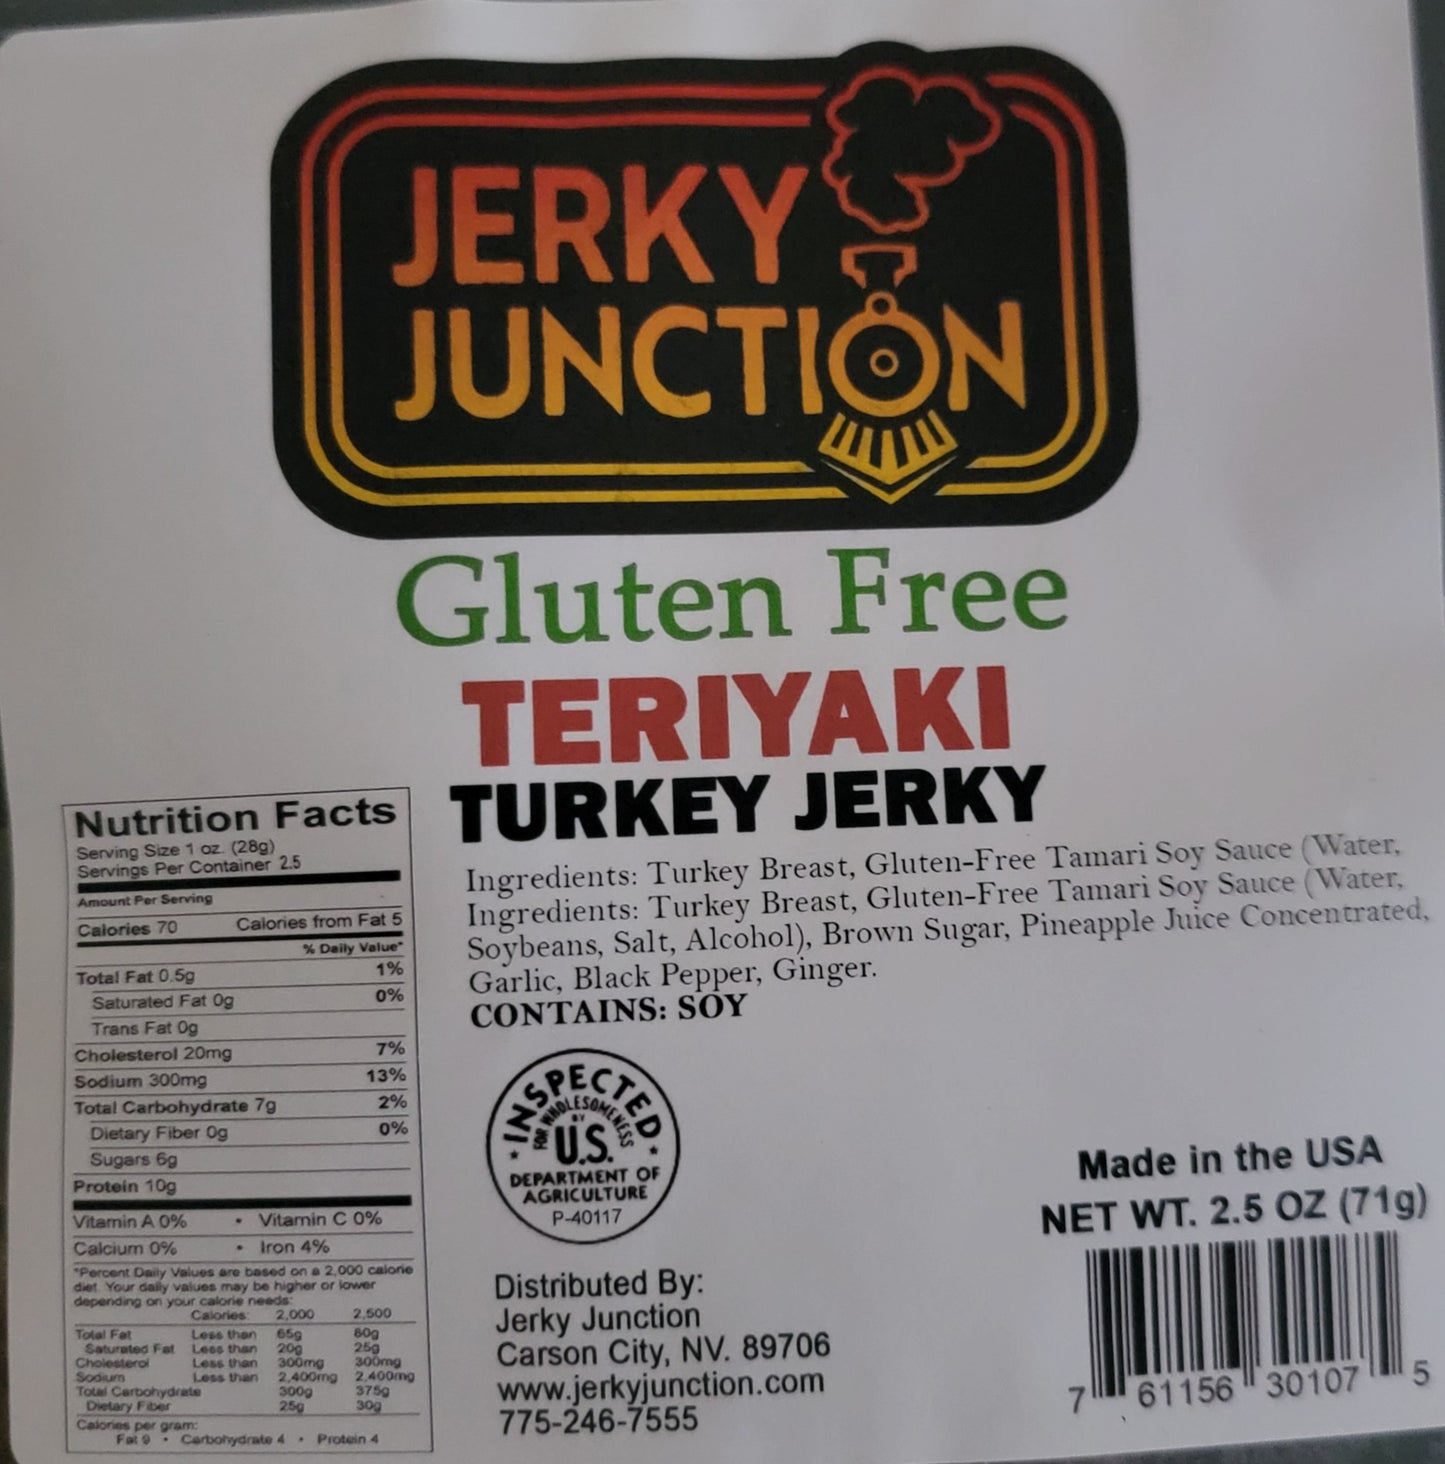 JERKY
JUNCTION
Gluten Free
TERIYAKI
TURKEY JERKY
Ingredients: Turkey Breast, Gluten-Free Tamari Soy Sauce (Water,
Ingredients: Turkey Breast, Gluten-Free Tamari Soy Sauce (Water,
Soybeans, Salt, Alcohol), Brown Sugar, Pineapple Juice Concentrated,
Garlic, Black Pepper, Ginger.
CONTAINS: SOY
Nutrition Facts
Serving Size 1 oz. (28g)
Servings Per Container 2.5
Amount Per Serving
Calories 70 Calories from Fat 5
% Daily Value*
Total Fat 0.5g 1%
Saturated Fat 0g 0%
Trans Fat 0g
Cholesterol 20mg 7%
Sodium 300mg 13%
Total Carbohydrate 7g 2%
Dietary Fiber 0g 0%
Sugars 6g
Protein 10g
Vitamin A 0% • Vitamin C 0%
Calcium 0% • Iron 4%
*Percent Daily Values are based on a 2,000 calorie
diet. Your daily values may be higher or lower
depending on your calorie needs:
Calories: 2,000 2,500
Total Fat Less than 65g 80g
Saturated Fat Less than 20g 25g
Cholesterol Less than 300mg 300mg
Sodium Less than 2,400mg 2,400mg
Total Carbohydrate 300g 375g
Dietary Fiber 25g 30g
Calories per gram:
Fat 9 • Carbohydrate 4 • Protein 4
INSPECTED
FOR WHOLESOMENESS
BY
U.S.
DEPARTMENT OF
AGRICULTURE
P-40117
Distributed By:
Jerky Junction
Carson City, NV. 89706
www.jerkyjunction.com
775-246-7555
Made in the USA
NET WT. 2.5 OZ (71g)
7 61156 30107 5